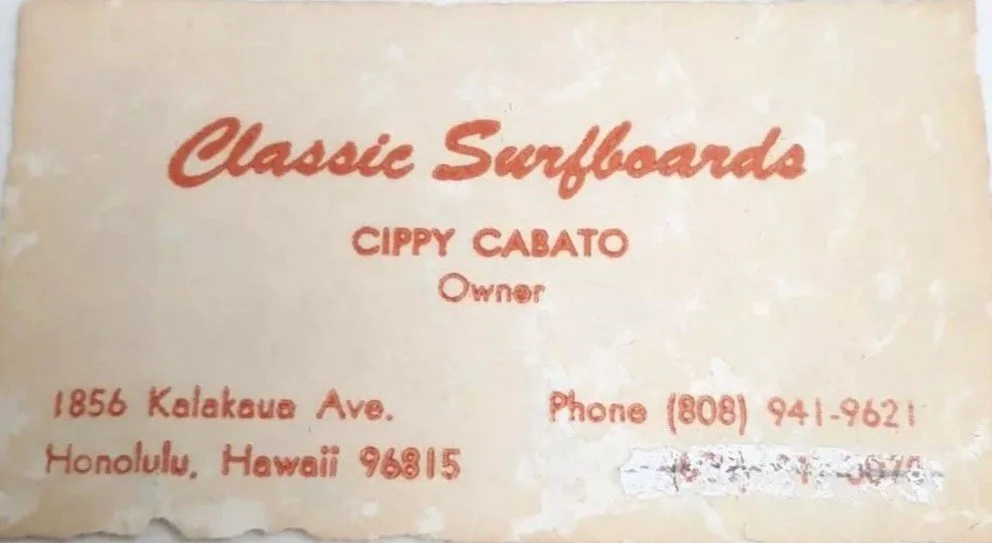 Classic Surfboards
CIPPY CABATO
Owner
1856 Kalakaua Ave.
Honolulu, Hawaii 96815
Phone (808) 941-9621